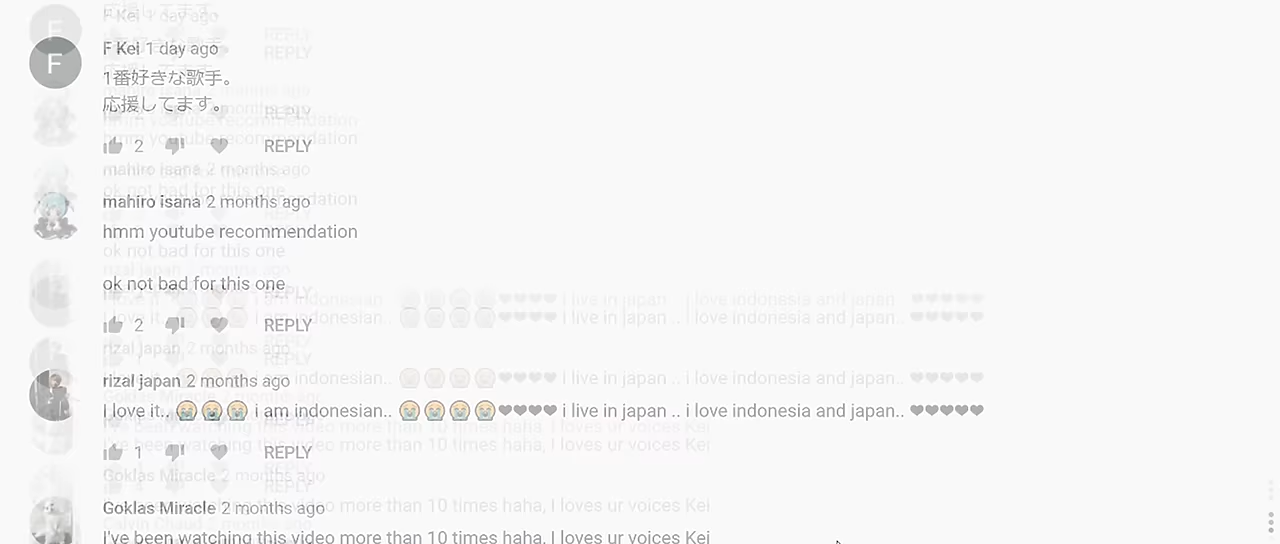 F
F Kei 1 day ago
1番好きな歌手。
応援してます。
2 REPLY
mahiro isana 2 months ago
hmm youtube recommendation
ok not bad for this one
2 REPLY
rizal japan 2 months ago
i love it.. 😭😭😭 i am indonesian.. 😭😭😭😭❤❤❤❤ i live in japan .. i love indonesia and japan.. ❤❤❤❤❤
1 REPLY
Goklas Miracle 2 months ago
I've been watching this video more than 10 times haha, I loves ur voices Kei